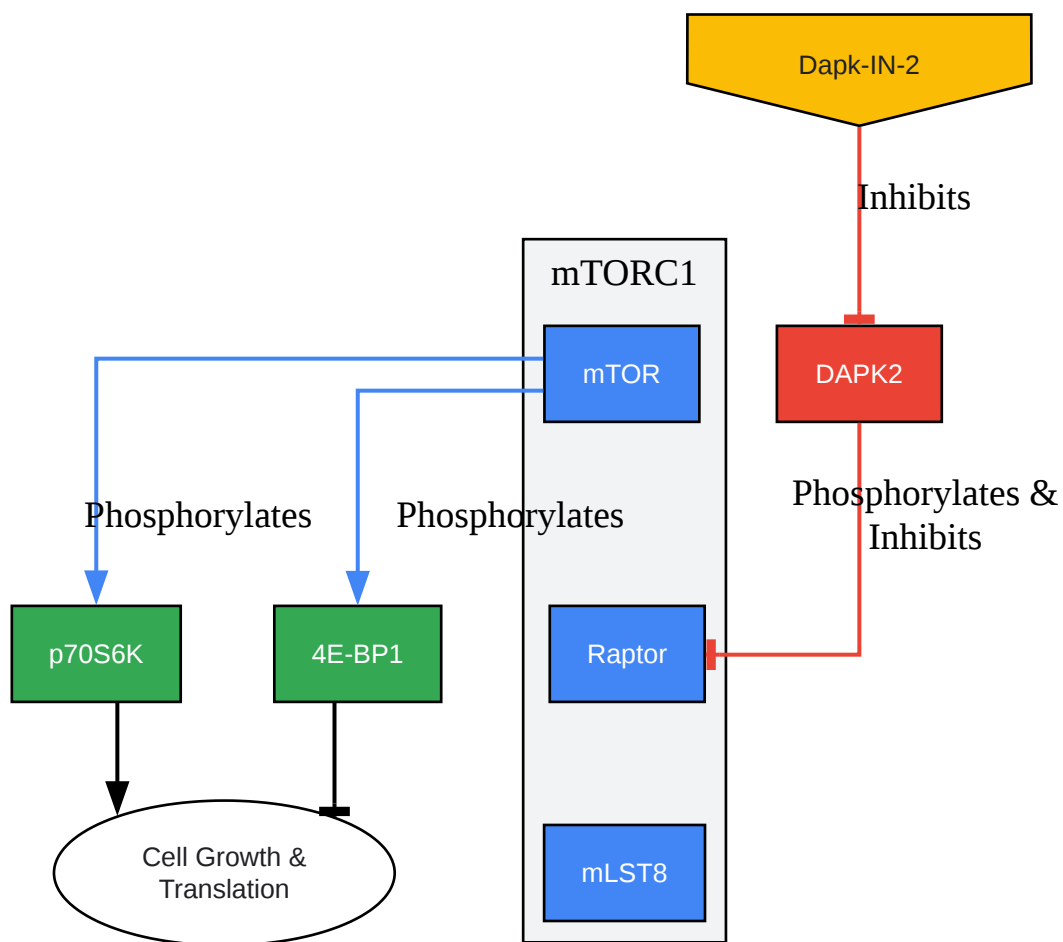 Dapk-IN-2
Inhibits
mTORC1
mTOR
DAPK2
Phosphorylates
Phosphorylates
Phosphorylates &
Inhibits
p70S6K
4E-BP1
Raptor
Cell Growth &
Translation
mLST8